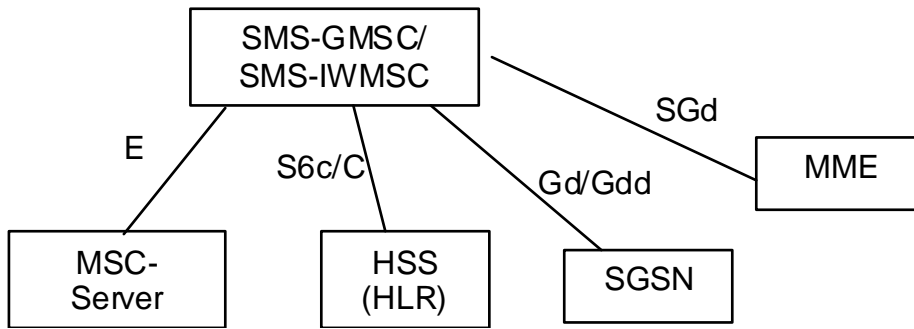 SMS-GMSC/
SMS-IWMSC
SGd
E
S6c/C
Gd/Gdd
MME
MSC-
Server
HSS
(HLR)
SGSN